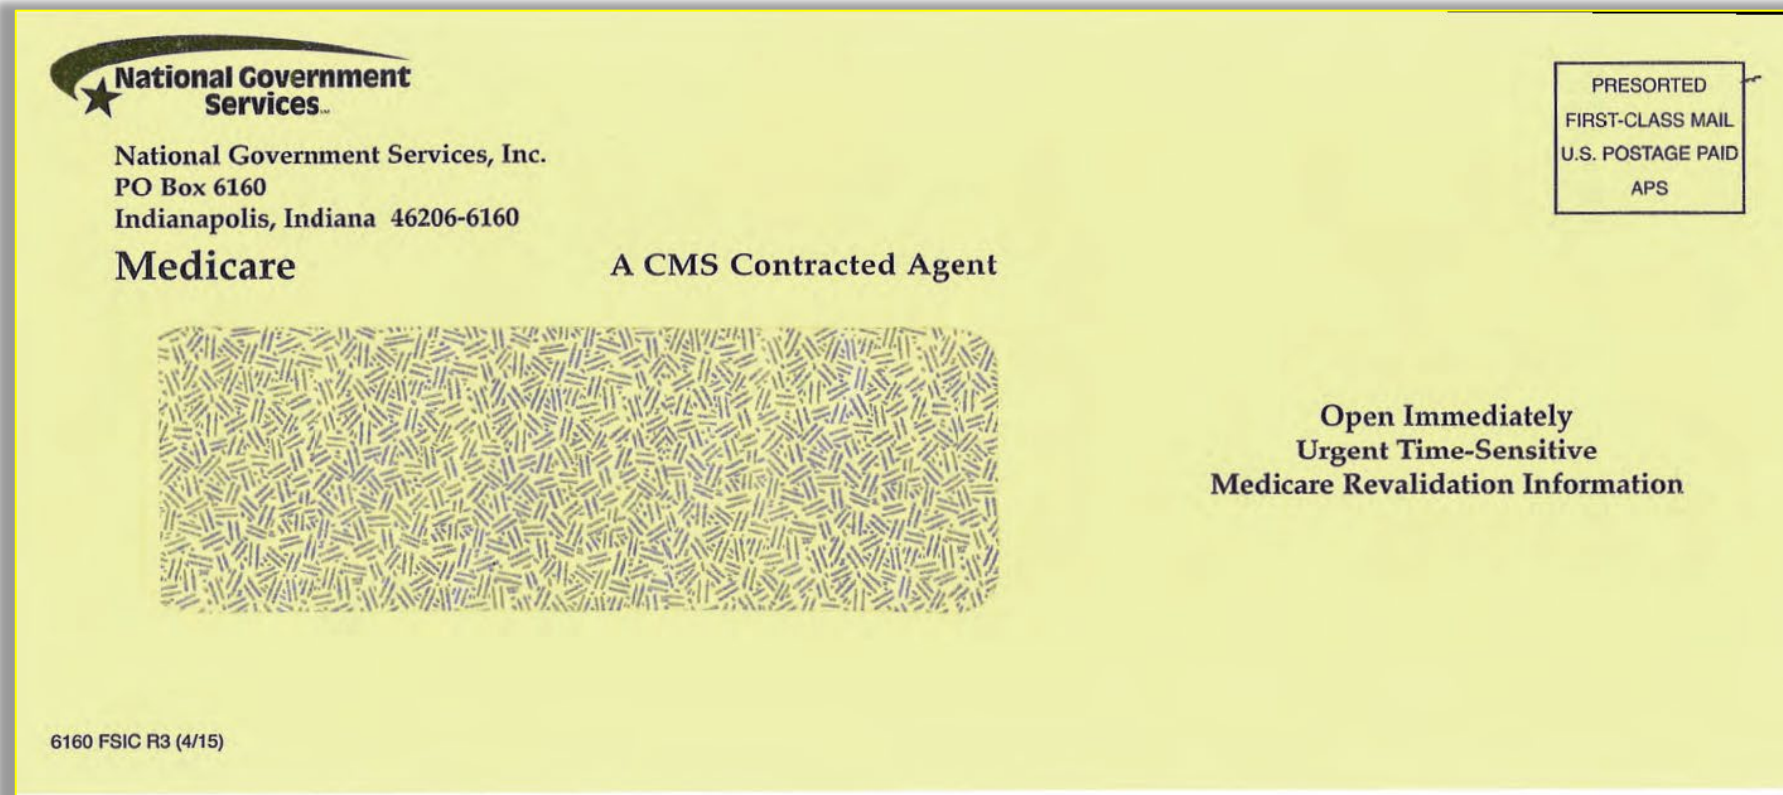 National Government
Services
National Government Services, Inc.
PO Box 6160
Indianapolis, Indiana 46206-6160
Medicare
A CMS Contracted Agent
PRESORTED
FIRST-CLASS MAIL
U.S. POSTAGE PAID
APS
Open Immediately
Urgent Time-Sensitive
Medicare Revalidation Information
6160 FSIC R3 (4/15)